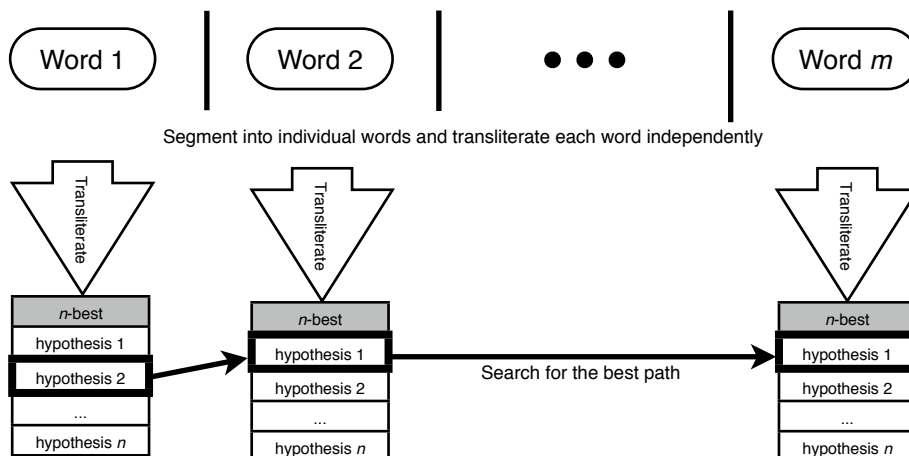 Word 1
Word 2
Word m
Segment into individual words and transliterate each word independently
Transliterate
Transliterate
Transliterate
n-best
hypothesis 1
hypothesis 2
...
hypothesis n
n-best
hypothesis 1
hypothesis 2
...
hypothesis n
Search for the best path
n-best
hypothesis 1
hypothesis 2
...
hypothesis n